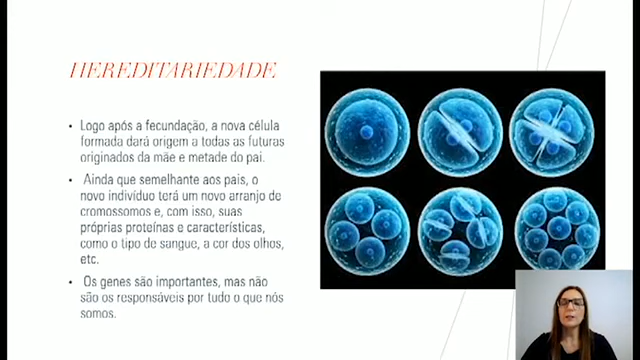 HEREDITARIEDADE
• Logo após a fecundação, a nova célula
formada dará origem a todas as futuras
originados da mãe e metade do pai.
• Ainda que semelhante aos pais, o
novo indivíduo terá um novo arranjo de
cromossomos e, com isso, suas
próprias proteínas e características,
como o tipo de sangue, a cor dos olhos,
etc.
• Os genes são importantes, mas não
são os responsáveis por tudo o que nós
somos.